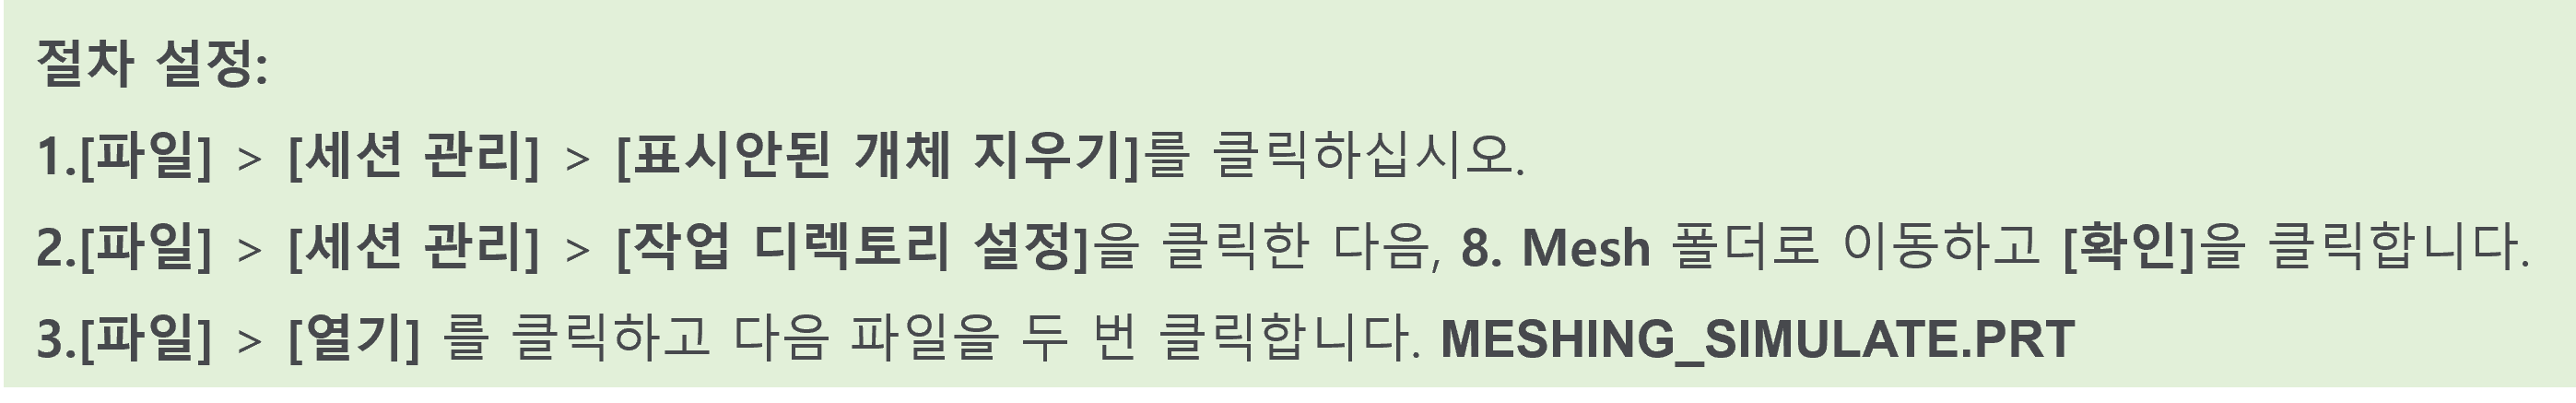 절차 설정:
1.[파일] > [세션 관리] > [표시안된 개체 지우기]를 클릭하십시오.
2.[파일] > [세션 관리] > [작업 디렉토리 설정]을 클릭한 다음, 8. Mesh 폴더로 이동하고 [확인]을 클릭합니다.
3.[파일] > [열기] 를 클릭하고 다음 파일을 두 번 클릭합니다. MESHING_SIMULATE.PRT